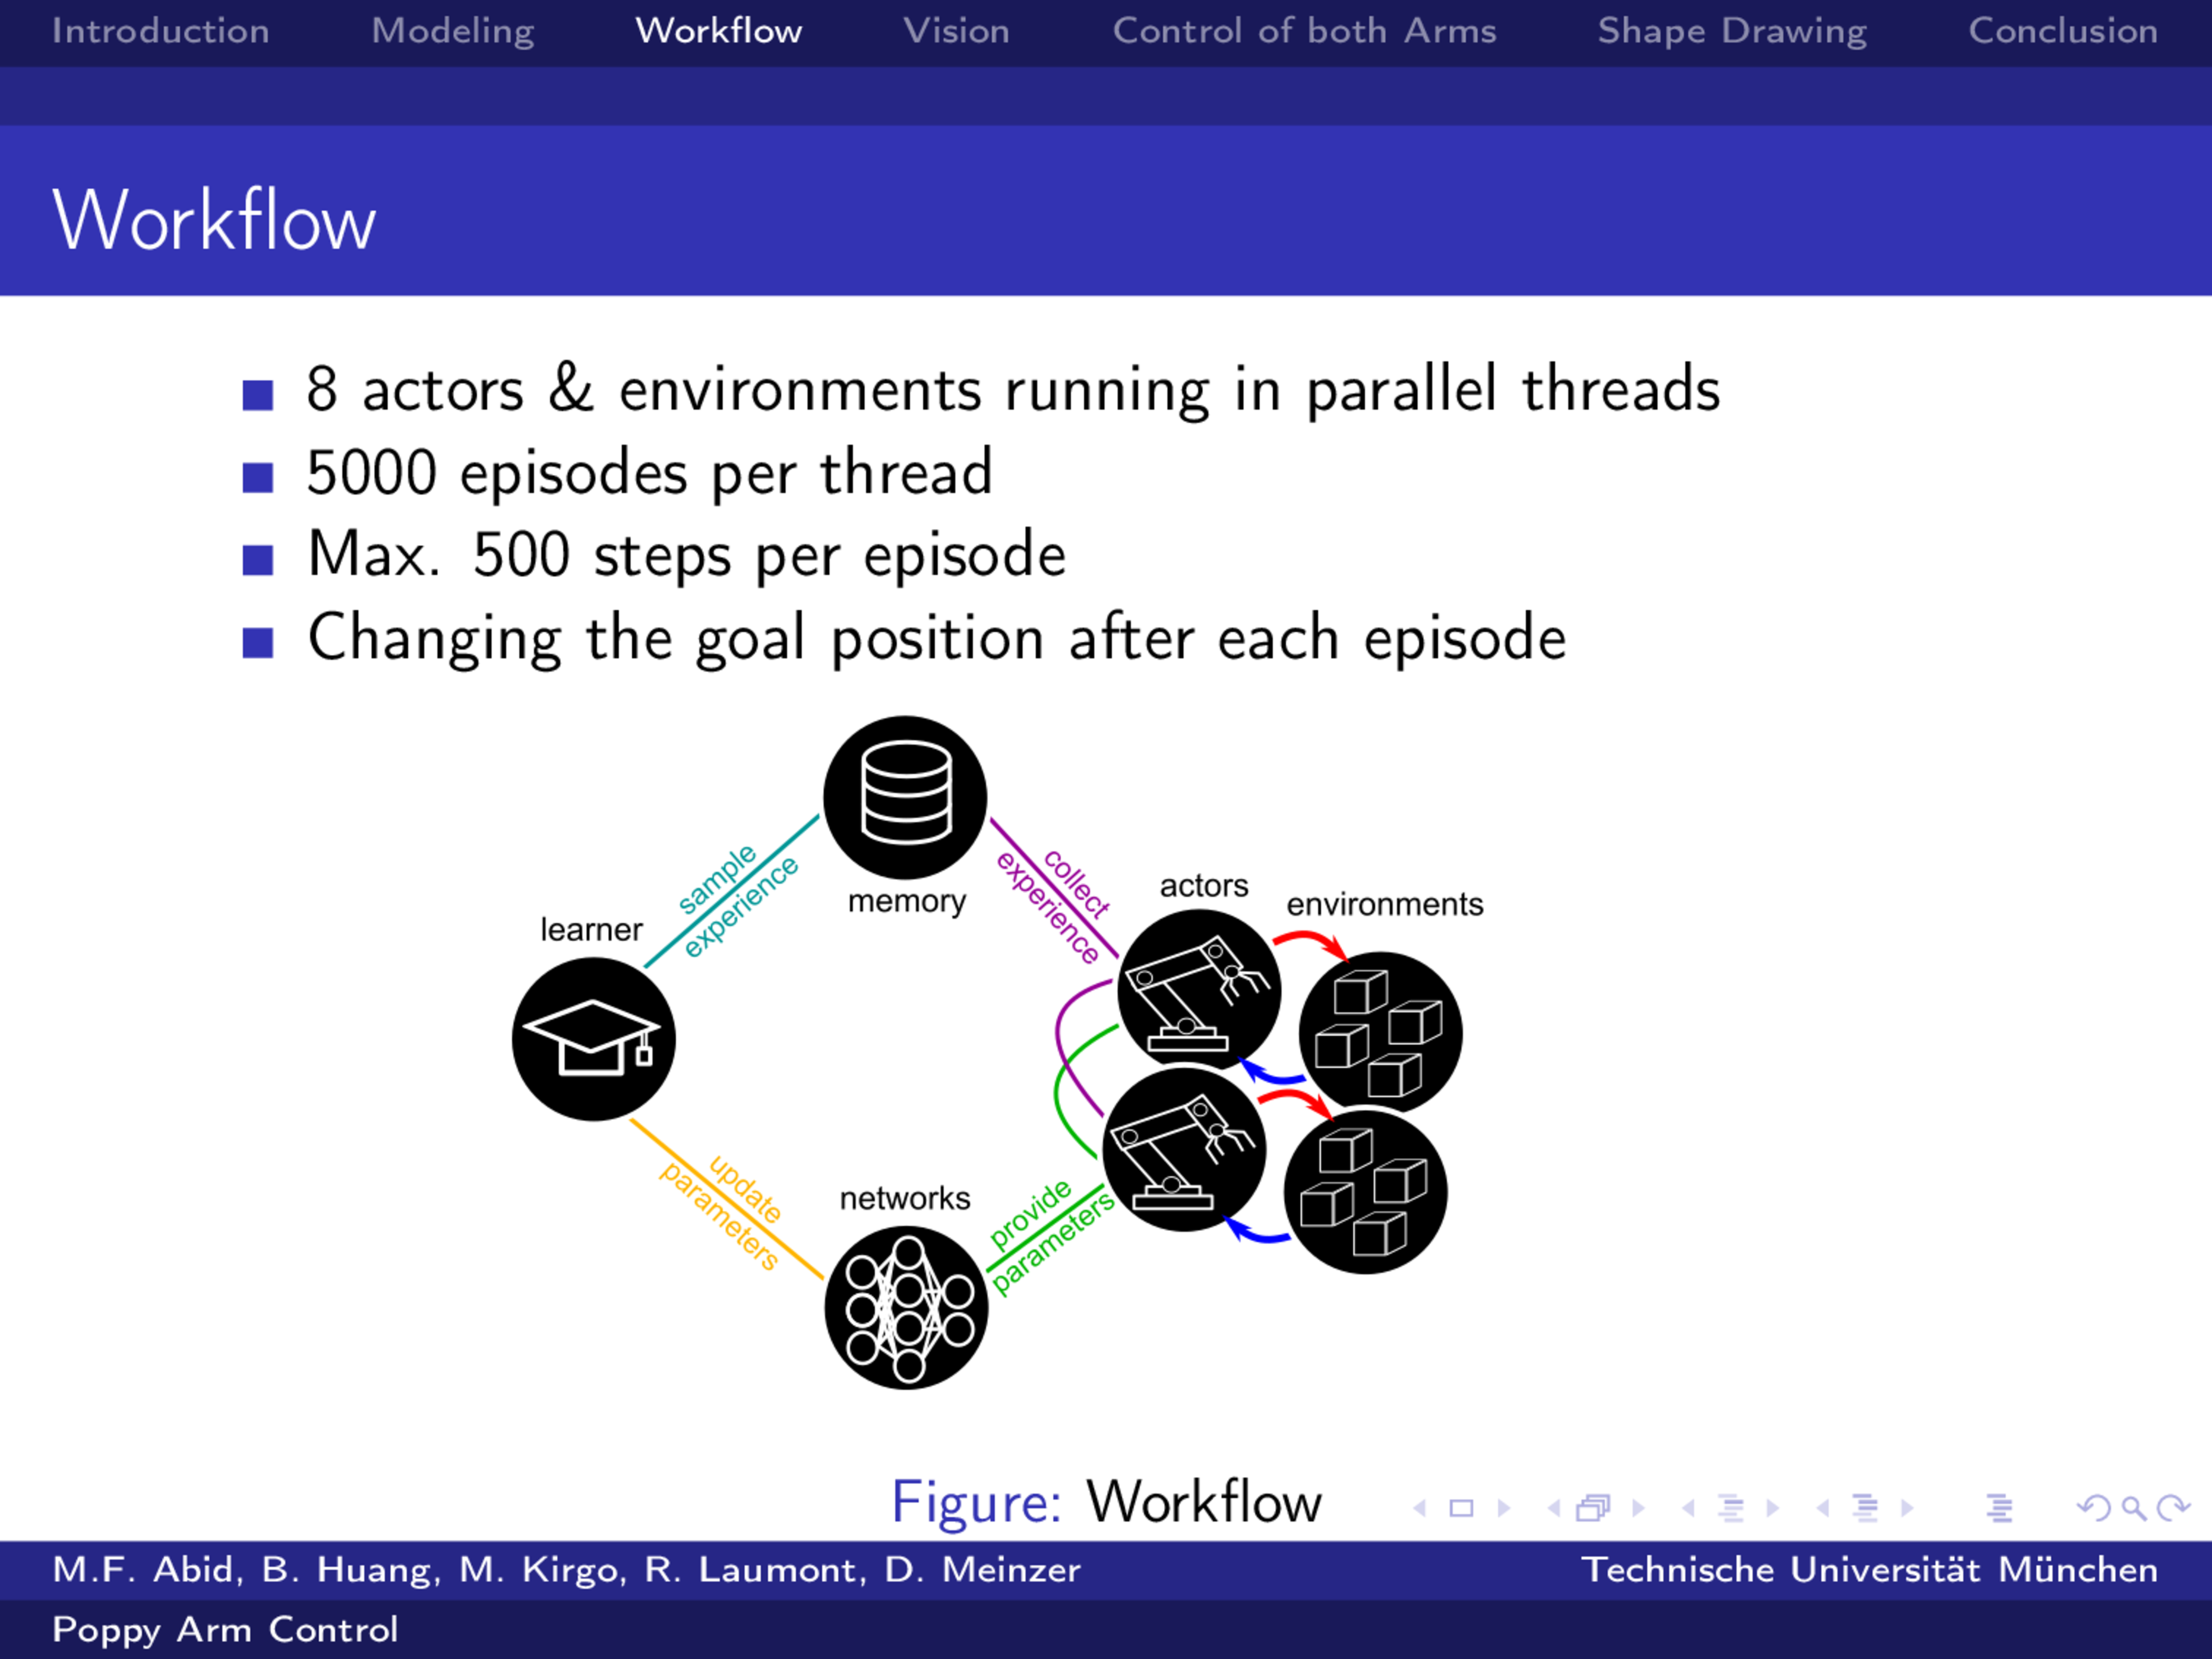 Introduction Modeling Workflow Vision Control of both Arms Shape Drawing Conclusion
Workflow
8 actors & environments running in parallel threads
5000 episodes per thread
Max. 500 steps per episode
Changing the goal position after each episode
memory
sample
experience
collect
experience
actors
environments
learner
update
parameters
networks
provide
parameters
Figure: Workflow
M.F. Abid, B. Huang, M. Kirgo, R. Laumont, D. Meinzer
Technische Universität München
Poppy Arm Control